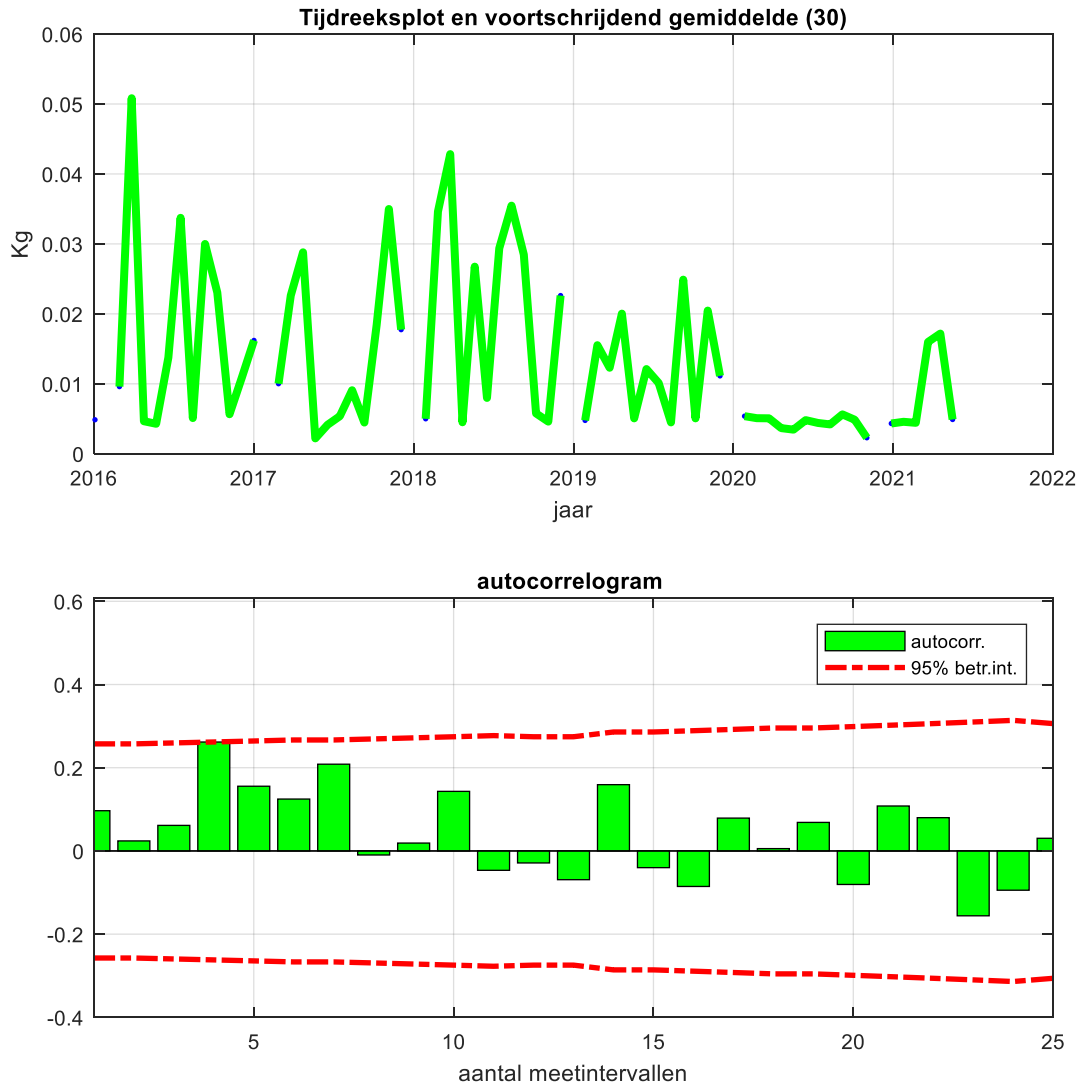 Tijdreeksplot en voortschrijdend gemiddelde (30)
0.06
0.05
0.04
0.03
0.02
0.01
0
Kg
2016 2017 2018 2019 2020 2021 2022
jaar
autocorrelogram
0.6
0.4
0.2
0
-0.2
-0.4
autocorr.
95% betr.int.
5 10 15 20 25
aantal meetintervallen